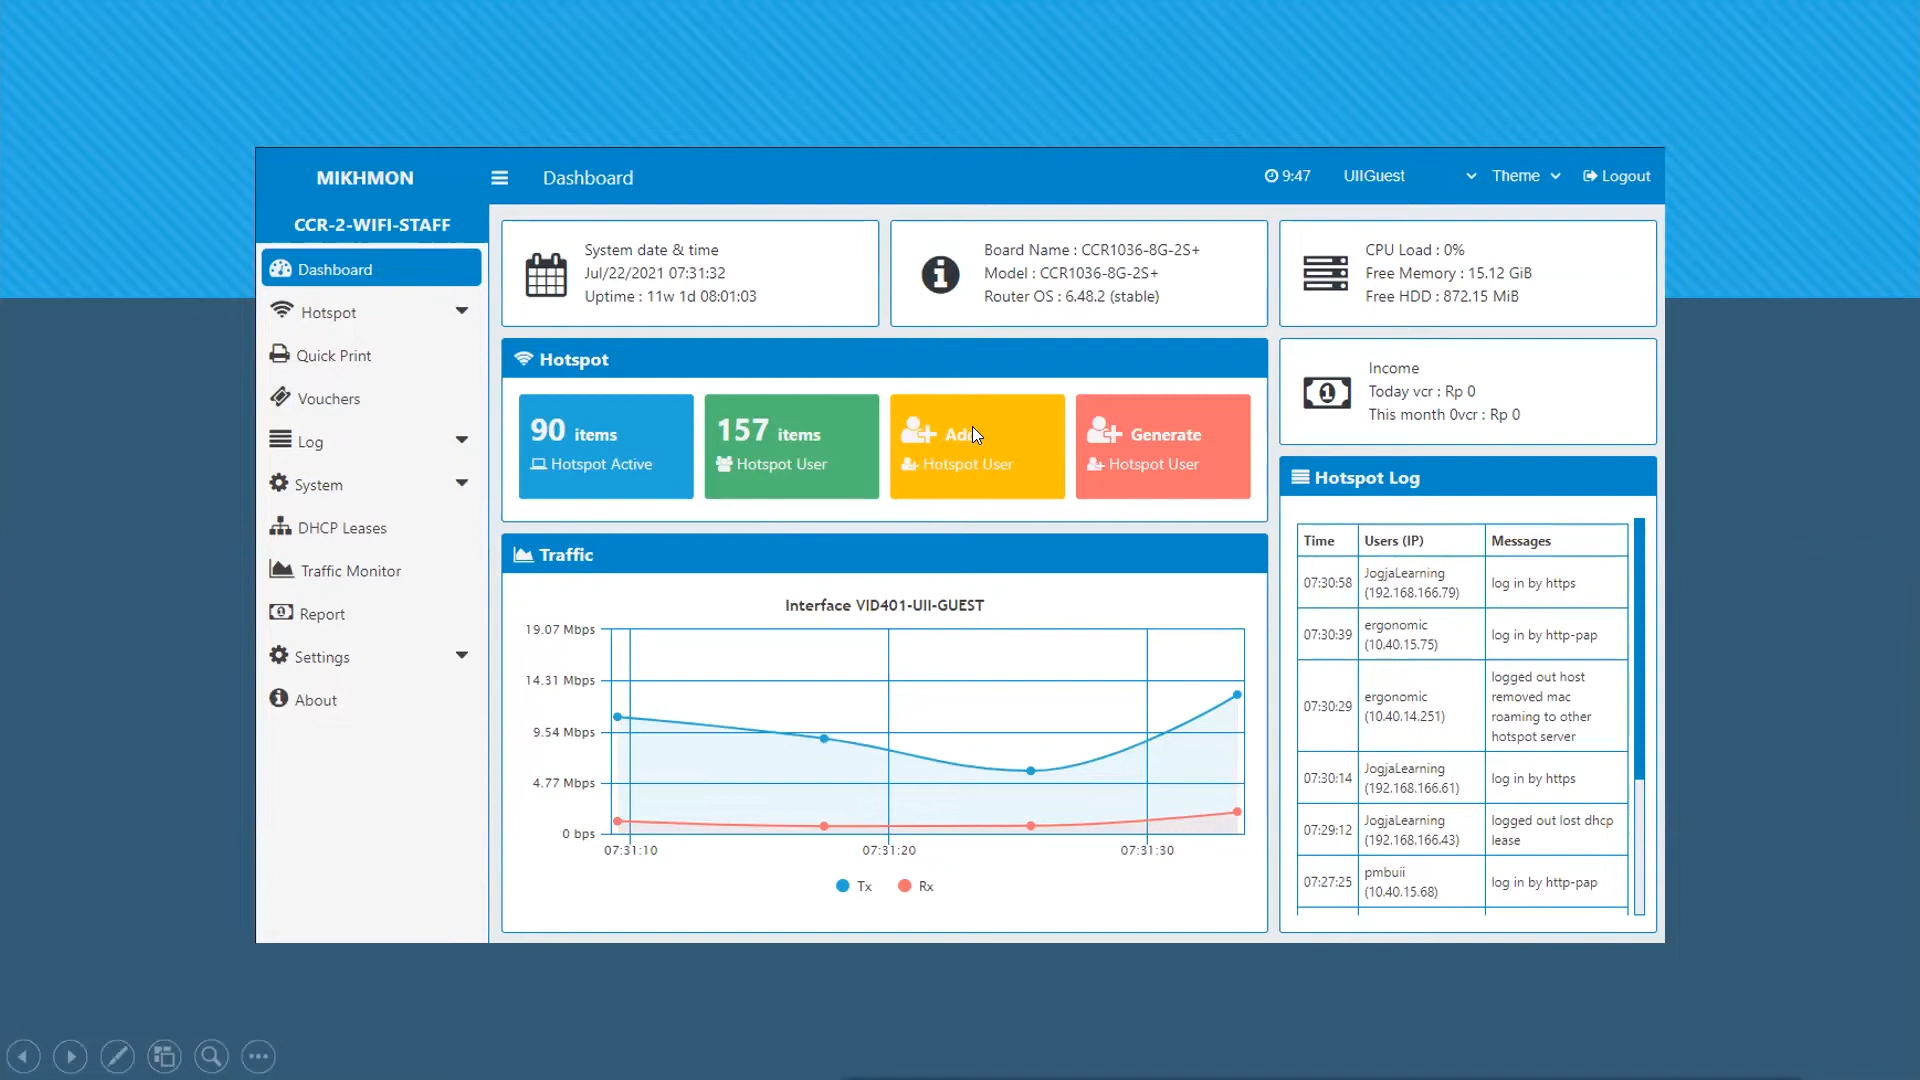 MIKHMON
Dashboard
9:47
UIIGuest
Theme
Logout
CCR-2-WIFI-STAFF
Dashboard
Hotspot
Quick Print
Vouchers
Log
System
DHCP Leases
Traffic Monitor
Report
Settings
About
System date & time
Jul/22/2021 07:31:32
Uptime : 11w 1d 08:01:03
Board Name : CCR1036-8G-2S+
Model : CCR1036-8G-2S+
Router OS : 6.48.2 (stable)
CPU Load : 0%
Free Memory : 15.12 GiB
Free HDD : 872.15 MiB
Hotspot
90 items
Hotspot Active
157 items
Hotspot User
Add
Hotspot User
Generate
Hotspot User
Income
Today vcr : Rp 0
This month 0vcr : Rp 0
Traffic
Interface VID401-UII-GUEST
19.07 Mbps
14.31 Mbps
9.54 Mbps
4.77 Mbps
0 bps
07:31:10
07:31:20
07:31:30
Tx
Rx
Hotspot Log
Time
Users (IP)
Messages
07:30:58
JogjaLearning
(192.168.166.79)
log in by https
07:30:39
ergonomic
(10.40.15.75)
log in by http-pap
07:30:29
ergonomic
(10.40.14.251)
logged out host
removed mac
roaming to other
hotspot server
07:30:14
JogjaLearning
(192.168.166.61)
log in by https
07:29:12
JogjaLearning
(192.168.166.43)
logged out lost dhcp
lease
07:27:25
pmbuii
(10.40.15.68)
log in by http-pap